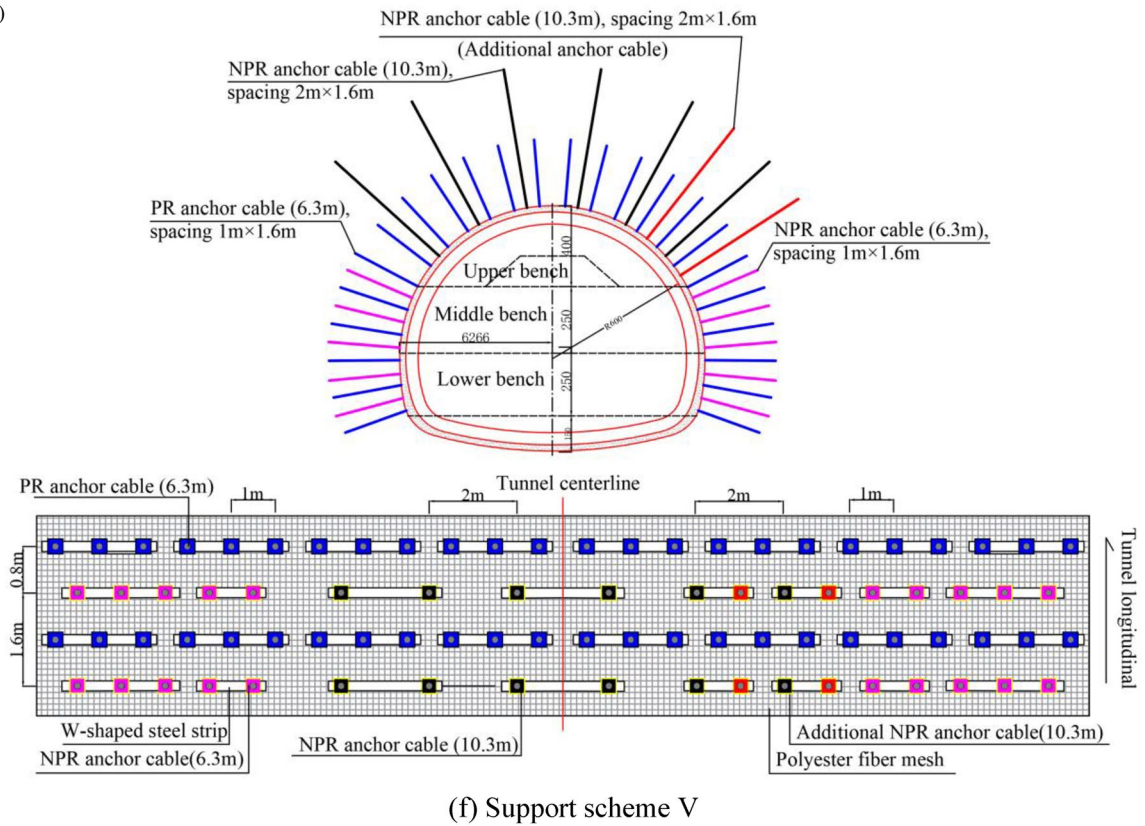 )
NPR anchor cable (10.3m), spacing 2m×1.6m
(Additional anchor cable)
NPR anchor cable (10.3m),
spacing 2m×1.6m
PR anchor cable (6.3m),
spacing 1m×1.6m
NPR anchor cable (6.3m),
spacing 1m×1.6m
400
Upper bench
Middle bench
250
R600
6266
Lower bench
250
150
PR anchor cable (6.3m)
1m
2m
Tunnel centerline
2m
1m
0.8m
1.6m
Tunnel longitudinal
W-shaped steel strip
NPR anchor cable(6.3m)
NPR anchor cable (10.3m)
Additional NPR anchor cable(10.3m)
Polyester fiber mesh
(f) Support scheme V